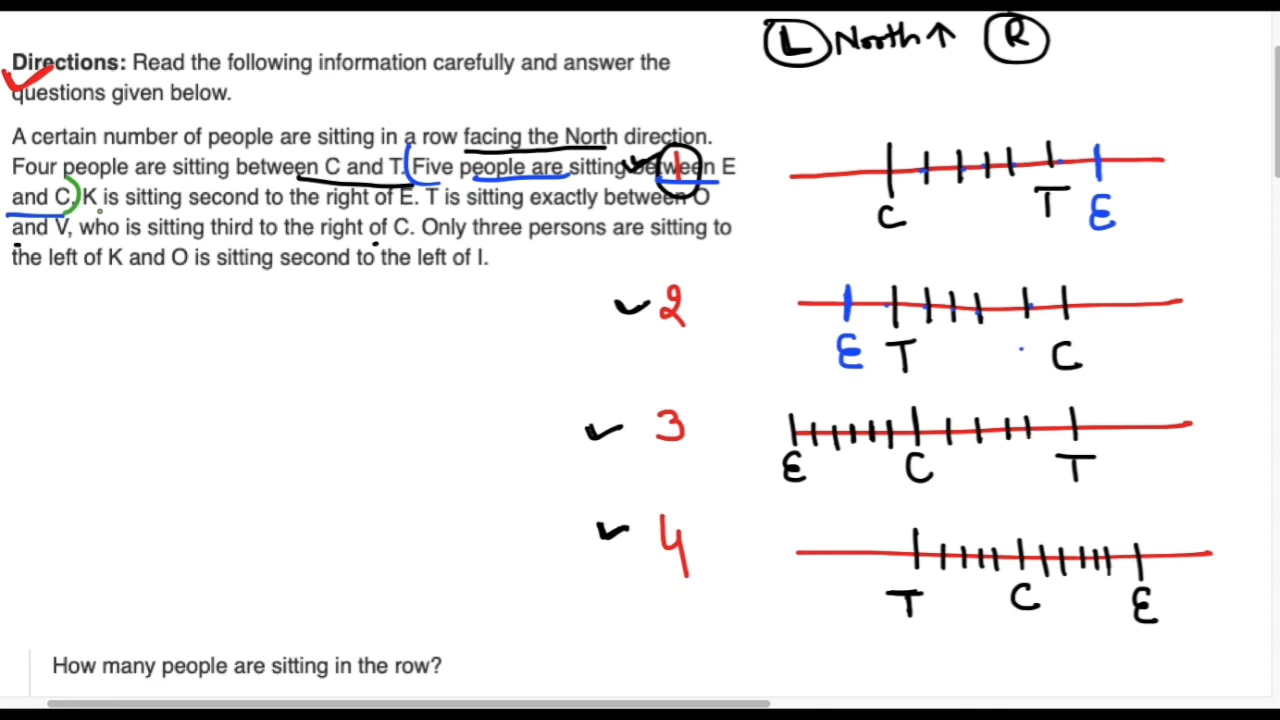 L North ↑ R
Directions: Read the following information carefully and answer the
questions given below.
A certain number of people are sitting in a row facing the North direction.
Four people are sitting between C and T. Five people are sitting between E
and C. K is sitting second to the right of E. T is sitting exactly between O
and V, who is sitting third to the right of C. Only three persons are sitting to
the left of K and O is sitting second to the left of I.
1
C T E
2
E T C
3
E C T
4
T C E
How many people are sitting in the row?